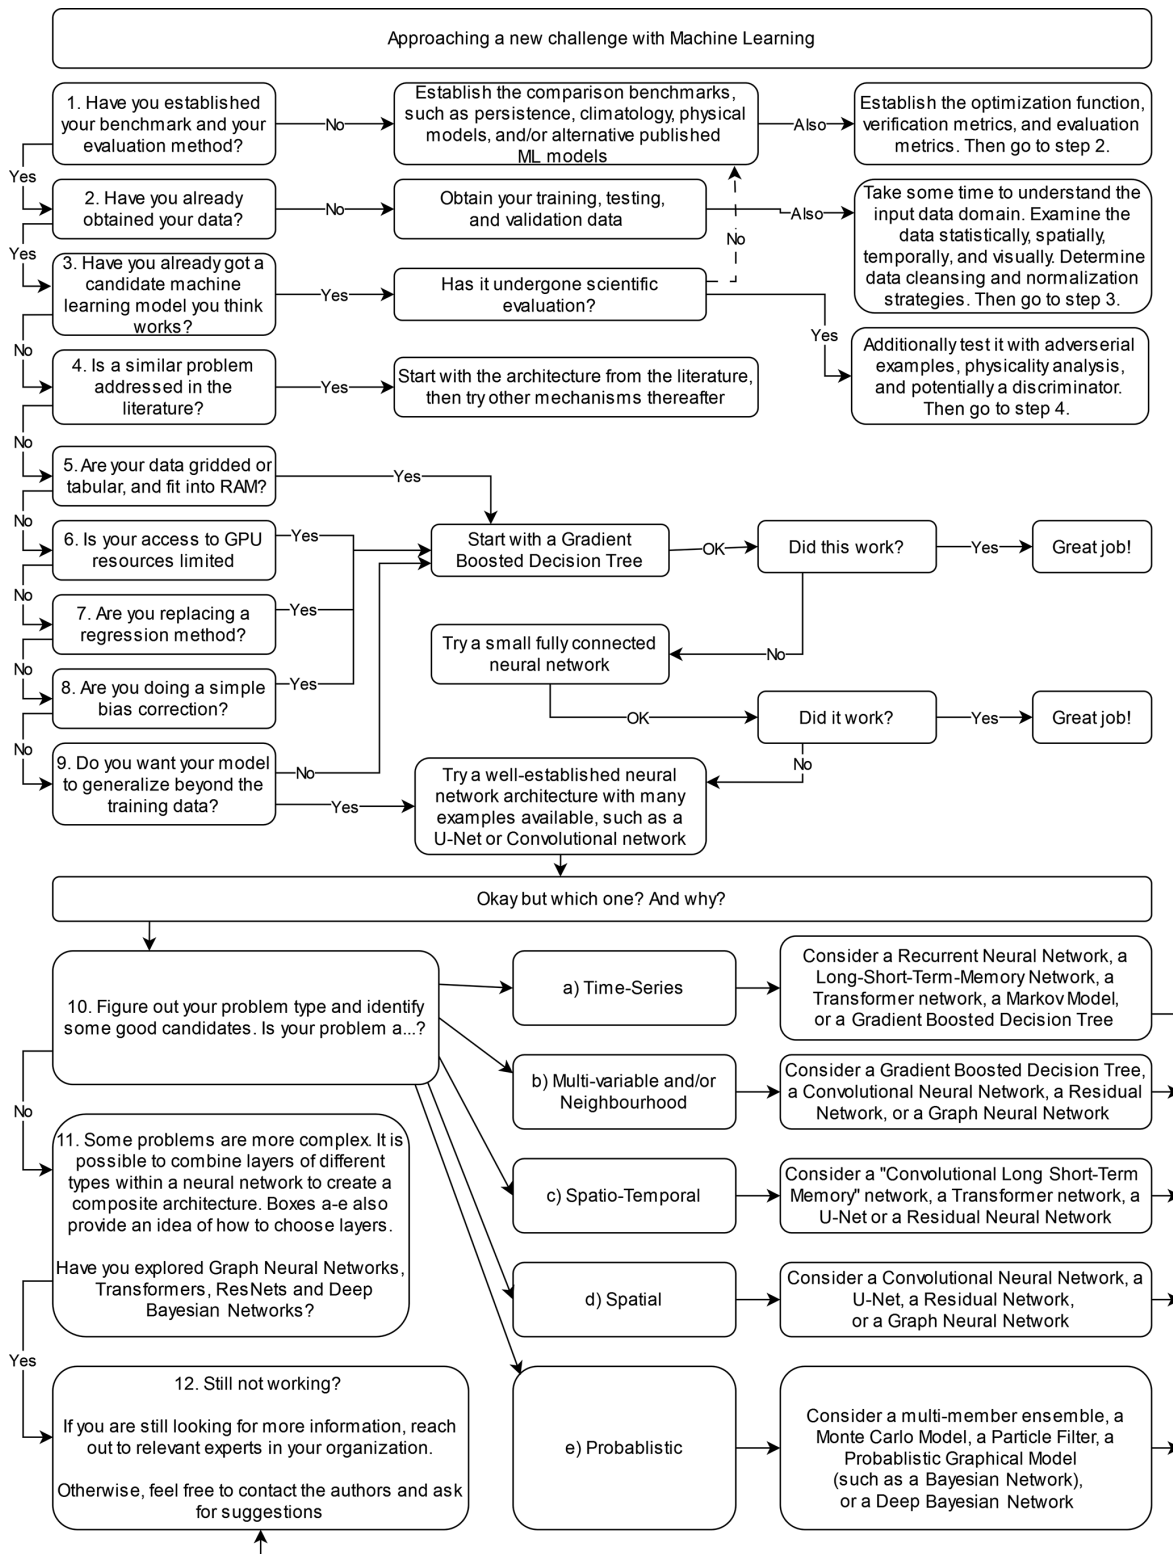 Approaching a new challenge with Machine Learning
1. Have you established
your benchmark and your
evaluation method?
No
Establish the comparison benchmarks,
such as persistence, climatology, physical
models, and/or alternative published
ML models
Also
Establish the optimization function,
verification metrics, and evaluation
metrics. Then go to step 2.
Yes
2. Have you already
obtained your data?
No
Obtain your training, testing,
and validation data
Also
Take some time to understand the
input data domain. Examine the
data statistically, spatially,
temporally, and visually. Determine
data cleansing and normalization
strategies. Then go to step 3.
No
Yes
3. Have you already got a
candidate machine
learning model you think
works?
Yes
Has it undergone scientific
evaluation?
Yes
Additionally test it with adverserial
examples, physicality analysis,
and potentially a discriminator.
Then go to step 4.
No
4. Is a similar problem
addressed in the
literature?
Yes
Start with the architecture from the literature,
then try other mechanisms thereafter
No
5. Are your data gridded or
tabular, and fit into RAM?
Yes
No
6. Is your access to GPU
resources limited
Yes
Start with a Gradient
Boosted Decision Tree
OK
Did this work?
Yes
Great job!
No
7. Are you replacing a
regression method?
Yes
Try a small fully connected
neural network
No
No
8. Are you doing a simple
bias correction?
Yes
OK
Did it work?
Yes
Great job!
No
9. Do you want your model
to generalize beyond the
training data?
No
Yes
Try a well-established neural
network architecture with many
examples available, such as a
U-Net or Convolutional network
No
Okay but which one? And why?
10. Figure out your problem type and identify
some good candidates. Is your problem a...?
a) Time-Series
Consider a Recurrent Neural Network, a
Long-Short-Term-Memory Network, a
Transformer network, a Markov Model,
or a Gradient Boosted Decision Tree
b) Multi-variable and/or
Neighbourhood
Consider a Gradient Boosted Decision Tree,
a Convolutional Neural Network, a Residual
Network, or a Graph Neural Network
No
11. Some problems are more complex. It is
possible to combine layers of different
types within a neural network to create a
composite architecture. Boxes a-e also
provide an idea of how to choose layers.
Have you explored Graph Neural Networks,
Transformers, ResNets and Deep
Bayesian Networks?
c) Spatio-Temporal
Consider a "Convolutional Long Short-Term
Memory" network, a Transformer network, a
U-Net or a Residual Neural Network
d) Spatial
Consider a Convolutional Neural Network, a
U-Net, a Residual Network,
or a Graph Neural Network
Yes
12. Still not working?
If you are still looking for more information, reach
out to relevant experts in your organization.
Otherwise, feel free to contact the authors and ask
for suggestions
e) Probablistic
Consider a multi-member ensemble, a
Monte Carlo Model, a Particle Filter, a
Probablistic Graphical Model
(such as a Bayesian Network),
or a Deep Bayesian Network